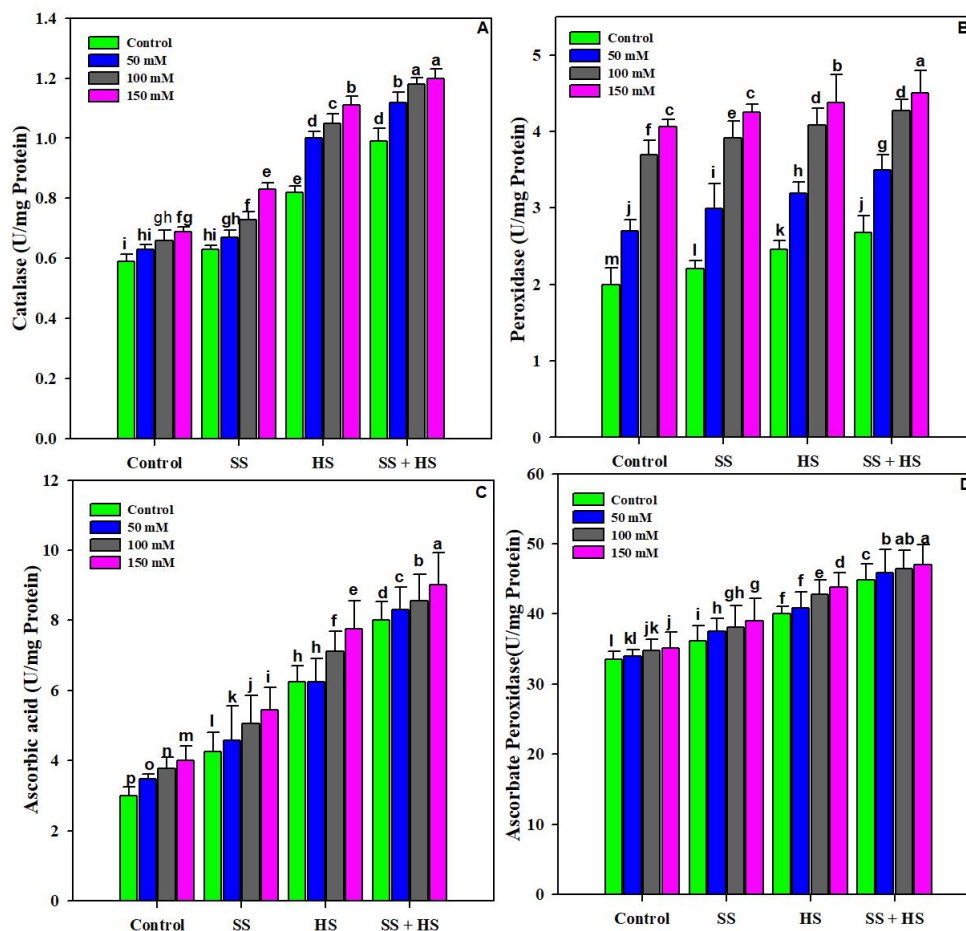 A
Control
50 mM
100 mM
150 mM
Catalase (U/mg Protein)
1.4
1.2
1.0
0.8
0.6
0.4
0.2
0.0
i hi gh fg
hi gh f e
e d c b
d b a a
Control SS HS SS + HS
B
Control
50 mM
100 mM
150 mM
Peroxidase (U/mg Protein)
5
4
3
2
1
0
m j f c
l i e c
k h d b
j g d a
Control SS HS SS + HS
C
Control
50 mM
100 mM
150 mM
Ascorbic acid (U/mg Protein)
12
10
8
6
4
2
0
p o n m
l k j i
h h f e
d c b a
Control SS HS SS + HS
D
Control
50 mM
100 mM
150 mM
Ascorbate Peroxidase(U/mg Protein)
60
50
40
30
20
10
0
l kl jk j
i h gh g
f f e d
c b ab a
Control SS HS SS + HS